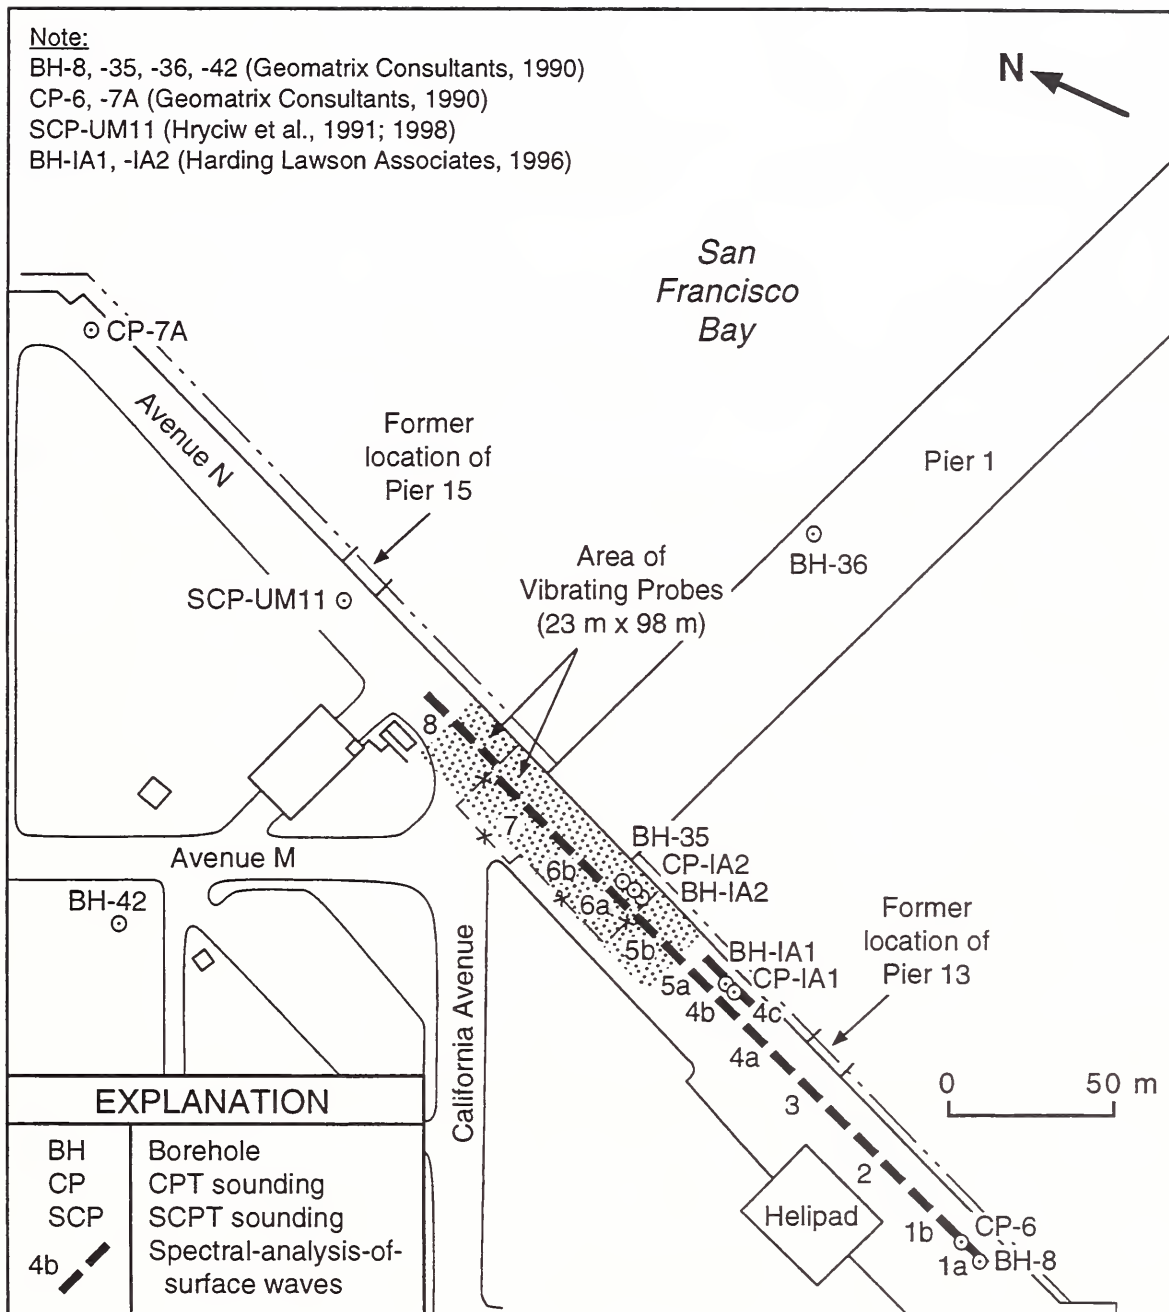 Note:
BH-8, -35, -36, -42 (Geomatrix Consultants, 1990)
CP-6, -7A (Geomatrix Consultants, 1990)
SCP-UM11 (Hryciw et al., 1991; 1998)
BH-IA1, -IA2 (Harding Lawson Associates, 1996)
N
San
Francisco
Bay
CP-7A
Avenue N
Former
location of
Pier 15
Pier 1
BH-36
Area of
Vibrating Probes
(23 m x 98 m)
SCP-UM11
8
7
6b
6a
5b
5a
4b
4c
4a
3
2
1b
1a
BH-35
CP-IA2
BH-IA2
BH-IA1
CP-IA1
Former
location of
Pier 13
Avenue M
BH-42
California Avenue
0 50 m
Helipad
CP-6
BH-8
EXPLANATION
BH Borehole
CP CPT sounding
SCP SCPT sounding
4b Spectral-analysis-of-
surface waves